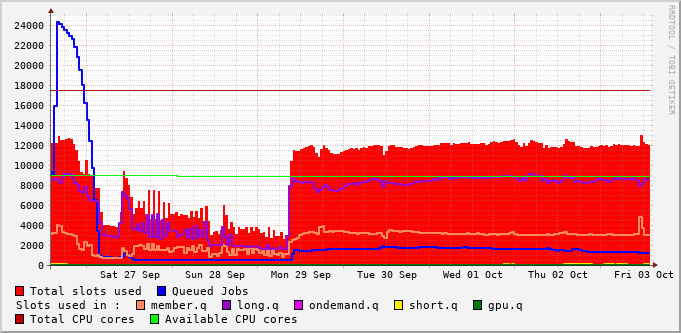 RRDTOOL / TOBI OETIKER
24000
22000
20000
18000
16000
14000
12000
10000
8000
6000
4000
2000
0
Sat 27 Sep Sun 28 Sep Mon 29 Sep Tue 30 Sep Wed 01 Oct Thu 02 Oct Fri 03 Oct
Total slots used Queued Jobs
Slots used in : member.q long.q ondemand.q short.q gpu.q
Total CPU cores Available CPU cores